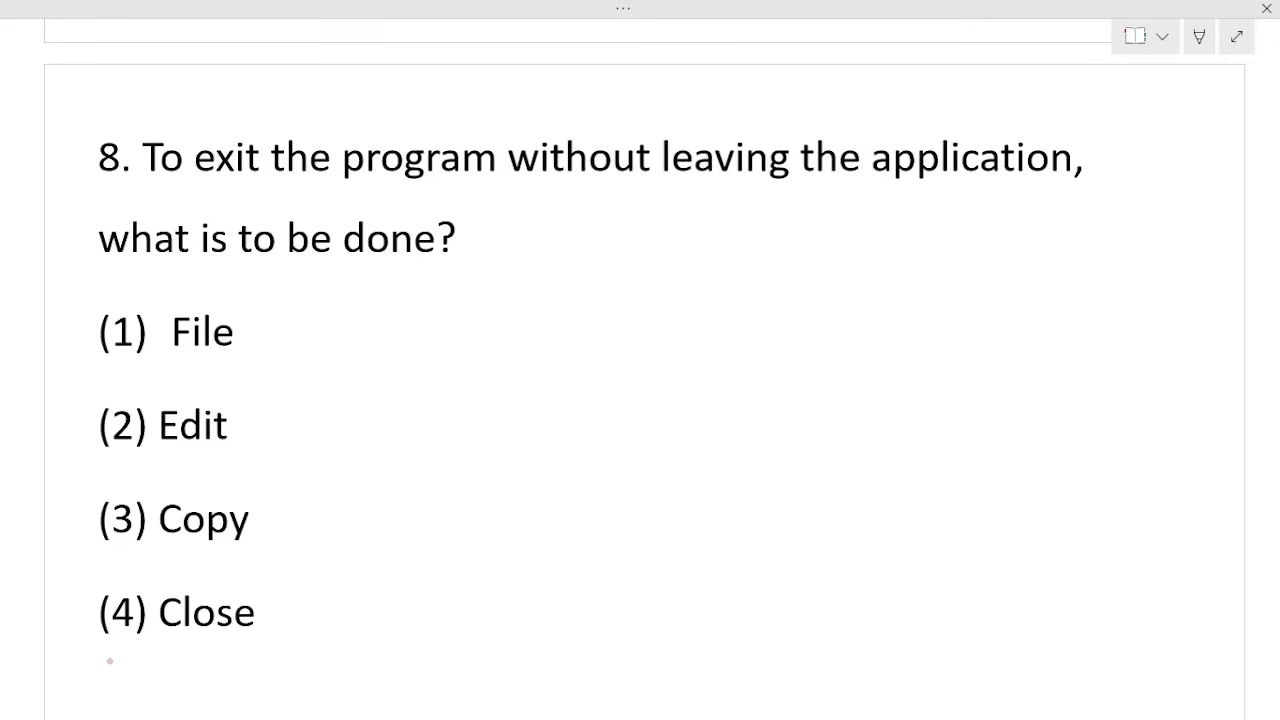 8. To exit the program without leaving the application,
what is to be done?
(1) File
(2) Edit
(3) Copy
(4) Close